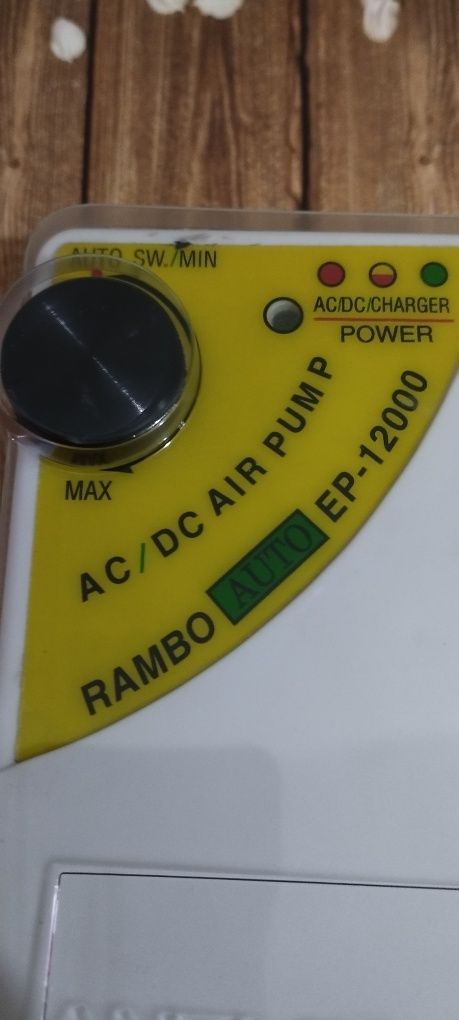 AUTO SW./MIN
AC/DC/CHARGER
POWER
MAX
AC/DC AIR PUMP
RAMBO AUTO EP-12000